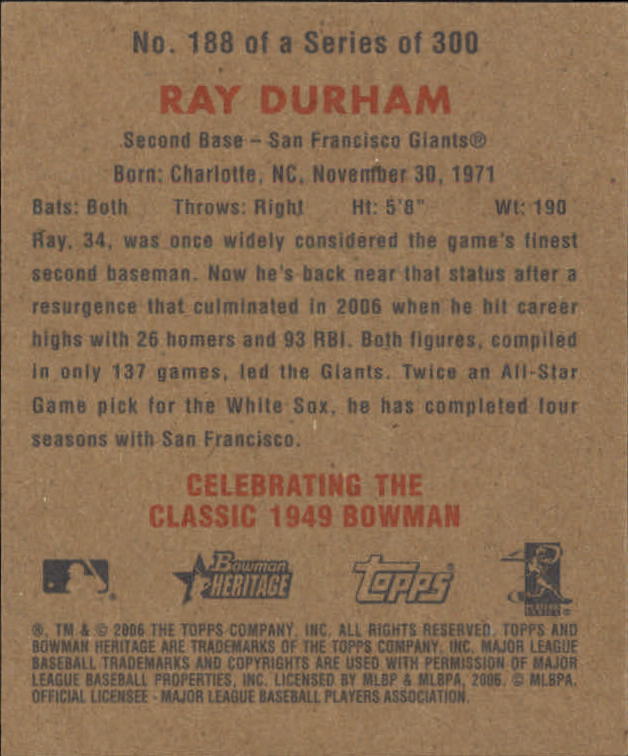 No. 188 of a Series of 300
RAY DURHAM
Second Base – San Francisco Giants®
Born: Charlotte, NC, November 30, 1971
Bats: Both Throws: Right Ht: 5'8" Wt: 190
Ray, 34, was once widely considered the game's finest
second baseman. Now he's back near that status after a
resurgence that culminated in 2006 when he hit career
highs with 26 homers and 93 RBI. Both figures, compiled
in only 137 games, led the Giants. Twice an All-Star
Game pick for the White Sox, he has completed four
seasons with San Francisco.
CELEBRATING THE
CLASSIC 1949 BOWMAN
Bowman
HERITAGE
topps®
®, TM & © 2006 THE TOPPS COMPANY, INC. ALL RIGHTS RESERVED. TOPPS AND
BOWMAN HERITAGE ARE TRADEMARKS OF THE TOPPS COMPANY, INC. MAJOR LEAGUE
BASEBALL TRADEMARKS AND COPYRIGHTS ARE USED WITH PERMISSION OF MAJOR
LEAGUE BASEBALL PROPERTIES, INC. LICENSED BY MLBP & MLBPA, 2006. © MLBPA.
OFFICIAL LICENSEE - MAJOR LEAGUE BASEBALL PLAYERS ASSOCIATION.